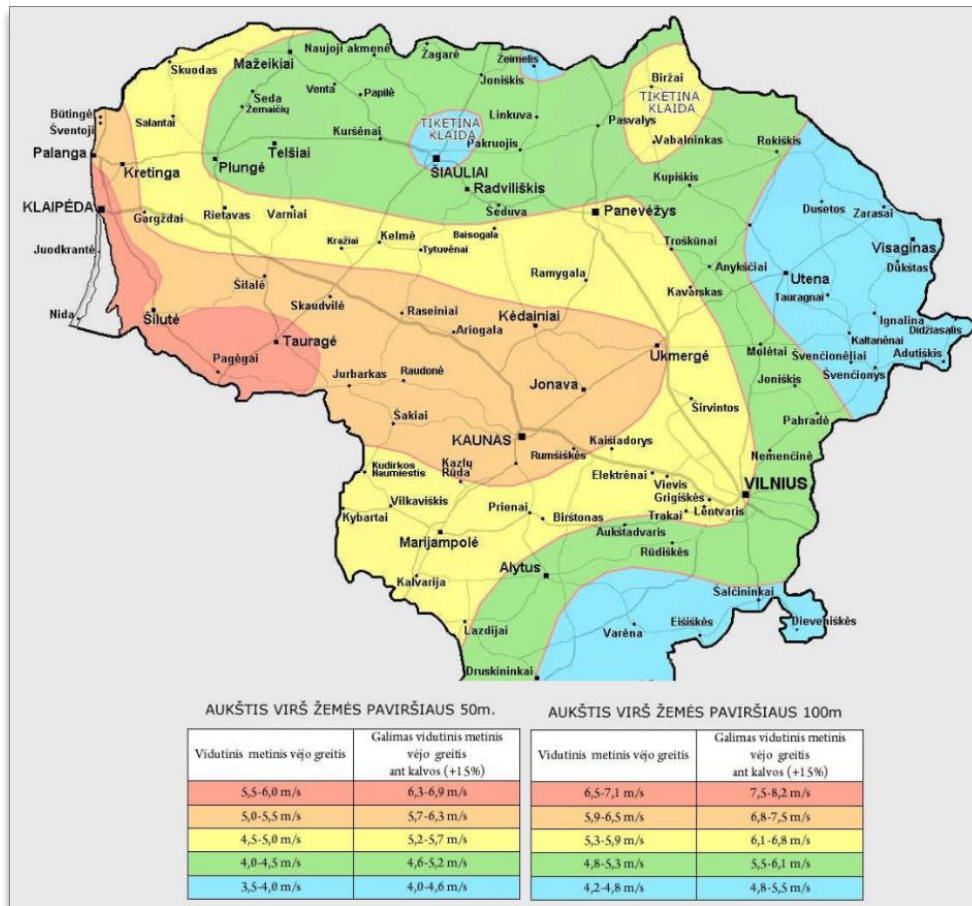 Mažeikiai
Naujoji akmenė
Žagarė
Žeimelis
Skuodas
Joniškis
Biržai
TIKĖTINA
KLAIDA
Seda
Žemaičių
Venta
Papilė
Būtingė
Šventoji
Salantai
Kuršėnai
TIKĖTINA
KLAIDA
Linkuva
Pasvalys
Pakruojis
Vabalninkas
Rokiškis
Palanga
Kretinga
Plungė
Telšiai
ŠIAULIAI
Radviliškis
Kupiškis
KLAIPĖDA
Gargždai
Rietavas
Varniai
Šeduva
Panevėžys
Dusetos
Zarasai
Juodkrantė
Kražiai
Kelmė
Tytuvėnai
Baisogala
Troškūnai
Visaginas
Dūkštas
Anykščiai
Utena
Ramygala
Kavarskas
Tauragnai
Šilalė
Skaudvilė
Nida
Šilutė
Raseiniai
Ariogala
Kėdainiai
Ignalina
Didžiasalis
Kaltanėnai
Tauragė
Ukmergė
Molėtai
Švenčionėliai
Adutiškis
Švenčionys
Pagėgai
Jurbarkas
Raudonė
Jonava
Joniškis
Širvintos
Pabradė
Šakiai
KAUNAS
Rumšiškės
Kaišiadorys
Nemenčinė
Kudirkos
Naumiestis
Kazlų
Rūda
Elektrėnai
Vievis
VILNIUS
Grigiškės
Lentvaris
Trakai
Vilkaviškis
Kybartai
Prienai
Birštonas
Aukštadvaris
Marijampolė
Rūdiškės
Kalvarija
Alytus
Šalčininkai
Lazdijai
Varėna
Eišiškės
Dieveniškės
Druskininkai
AUKŠTIS VIRŠ ŽEMĖS PAVIRŠIAUS 50m.
Vidutinis metinis vėjo greitis
Galimas vidutinis metinis
vėjo greitis
ant kalvos (+15%)
5,5-6,0 m/s 6,3-6,9 m/s
5,0-5,5 m/s 5,7-6,3 m/s
4,5-5,0 m/s 5,2-5,7 m/s
4,0-4,5 m/s 4,6-5,2 m/s
3,5-4,0 m/s 4,0-4,6 m/s
AUKŠTIS VIRŠ ŽEMĖS PAVIRŠIAUS 100m
Vidutinis metinis vėjo greitis
Galimas vidutinis metinis
vėjo greitis
ant kalvos (+15%)
6,5-7,1 m/s 7,5-8,2 m/s
5,9-6,5 m/s 6,8-7,5 m/s
5,3-5,9 m/s 6,1-6,8 m/s
4,8-5,3 m/s 5,5-6,1 m/s
4,2-4,8 m/s 4,8-5,5 m/s